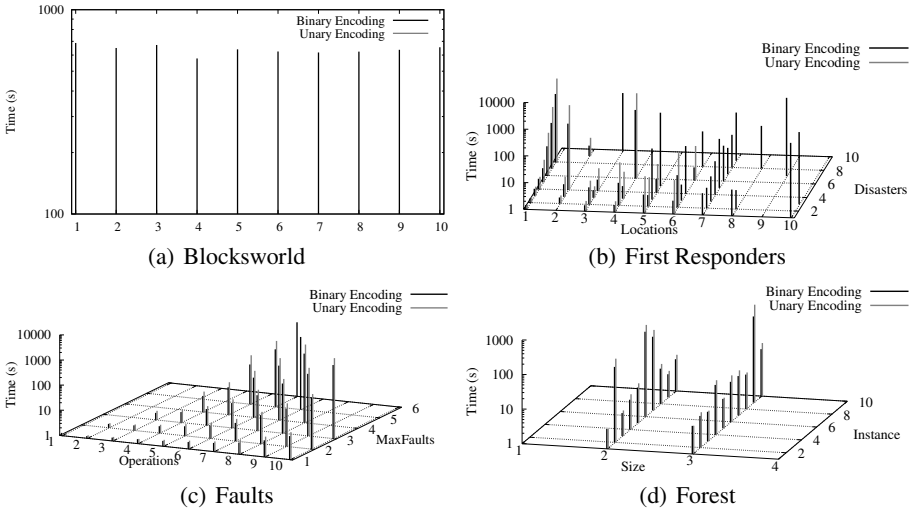 1000
Binary Encoding
Unary Encoding
Time (s)
100
1 2 3 4 5 6 7 8 9 10
(a) Blocksworld
Binary Encoding
Unary Encoding
10000
1000
100
10
1
Time (s)
1 2 3 4 5 6 7 8 9 10
Locations
2 4 6 8 10
Disasters
(b) First Responders
Binary Encoding
Unary Encoding
10000
1000
100
10
1
Time (s)
2 3 4 5 6 7 8 9 10
Operations
1 2 3 4 5 6
MaxFaults
(c) Faults
Binary Encoding
Unary Encoding
1000
100
10
1
Time (s)
1 2 3 4
Size
2 4 6 8 10
Instance
(d) Forest